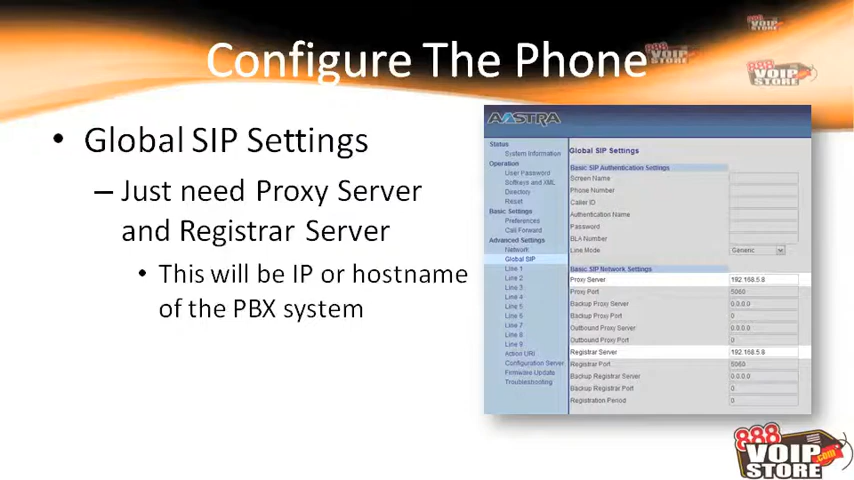 Configure The Phone
888
VOIP
STORE
888
VOIP
STORE
• Global SIP Settings
– Just need Proxy Server
and Registrar Server
• This will be IP or hostname
of the PBX system
AASTRA
Status
System Information
Operation
User Password
Softkeys and XML
Directory
Reset
Basic Settings
Preferences
Call Forward
Advanced Settings
Network
Global SIP
Line 1
Line 2
Line 3
Line 4
Line 5
Line 6
Line 7
Line 8
Line 9
Action URI
Configuration Server
Firmware Update
Troubleshooting
Global SIP Settings
Basic SIP Authentication Settings
Screen Name
Phone Number
Caller ID
Authentication Name
Password
BLA Number
Line Mode Generic
Basic SIP Network Settings
Proxy Server 192.168.5.8
Proxy Port 5060
Backup Proxy Server 0.0.0.0
Backup Proxy Port 0
Outbound Proxy Server 0.0.0.0
Outbound Proxy Port 0
Registrar Server 192.168.5.8
Registrar Port 5060
Backup Registrar Server 0.0.0.0
Backup Registrar Port 0
Registration Period 0
888
VOIP
.com
STORE